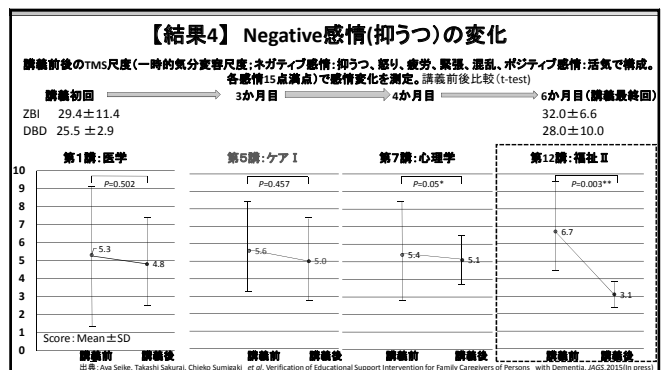 【結果4】 Negative感情(抑うつ)の変化
講義前後のTMS尺度(一時的気分変容尺度;ネガティブ感情:抑うつ、怒り、疲労、緊張、混乱、ポジティブ感情:活気で構成。
各感情15点満点)で感情変化を測定。講義前後比較(t-test)
講義初回 3か月目 4か月目 6か月目(講義最終回)
ZBI 29.4±11.4 32.0±6.6
DBD 25.5±2.9 28.0±10.0
第1講:医学 第5講:ケアⅠ 第7講:心理学 第12講:福祉Ⅱ
10
9
8
7
6
5
4
3
2
1
0
P=0.502 P=0.457 P=0.05* P=0.003**
5.3 4.8 5.6 5.0 5.4 5.1 6.7 3.1
Score:Mean±SD
講義前 講義後 講義前 講義後 講義前 講義後 講義前 講義後
出典:Aya Seike, Takashi Sakurai, Chieko Sumigaki et al. Verification of Educational Support Intervention for Family Caregivers of Persons with Dementia. JAGS.2015(In press)